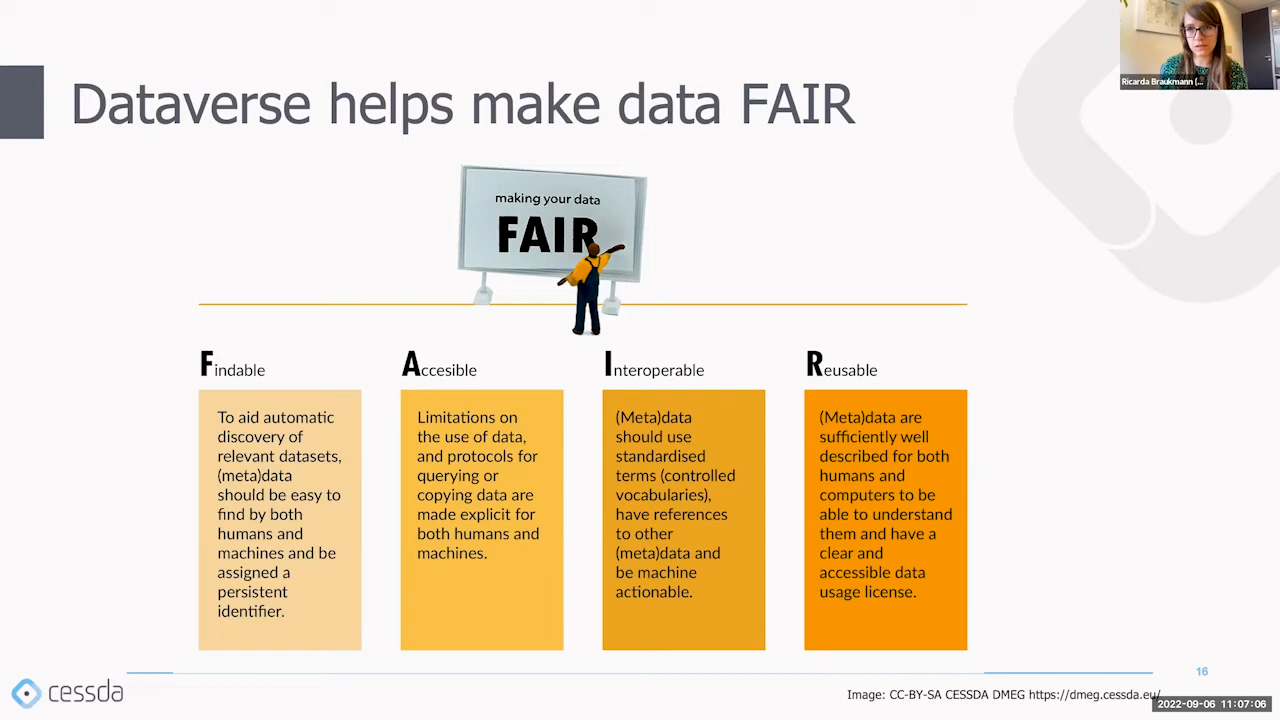 Dataverse helps make data FAIR
Ricarda Braukmann (...
making your data
FAIR
Findable
To aid automatic
discovery of
relevant datasets,
(meta)data
should be easy to
find by both
humans and
machines and be
assigned a
persistent
identifier.
Accesible
Limitations on
the use of data,
and protocols for
querying or
copying data are
made explicit for
both humans and
machines.
Interoperable
(Meta)data
should use
standardised
terms (controlled
vocabularies),
have references
to other
(meta)data and
be machine
actionable.
Reusable
(Meta)data are
sufficiently well
described for both
humans and
computers to be
able to understand
them and have a
clear and
accessible data
usage license.
16
cessda
Image: CC-BY-SA CESSDA DMEG https://dmeg.cessda.eu/
2022-09-06 11:07:06